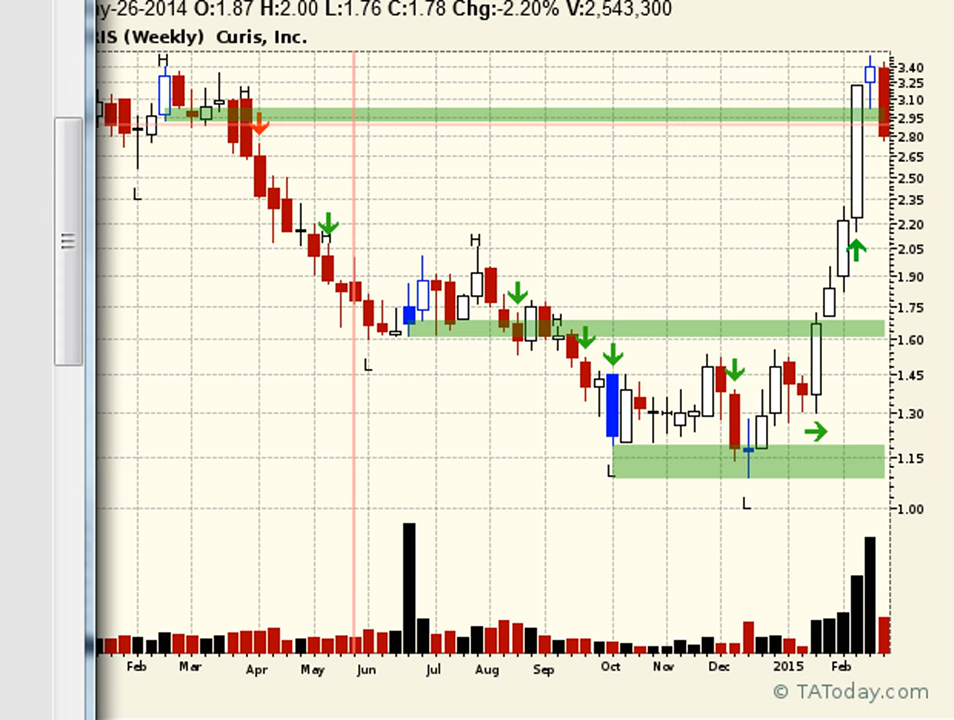 ay-26-2014 O:1.87 H:2.00 L:1.76 C:1.78 Chg:-2.20% V:2,543,300
RIS (Weekly) Curis, Inc.
H
H
3.40
3.25
3.10
2.95
2.80
2.65
2.50
L
2.35
2.20
H
H
2.05
1.90
1.75
H
1.60
L
1.45
1.30
L
1.15
L
1.00
Feb Mar Apr May Jun Jul Aug Sep Oct Nov Dec 2015 Feb
© TAToday.com